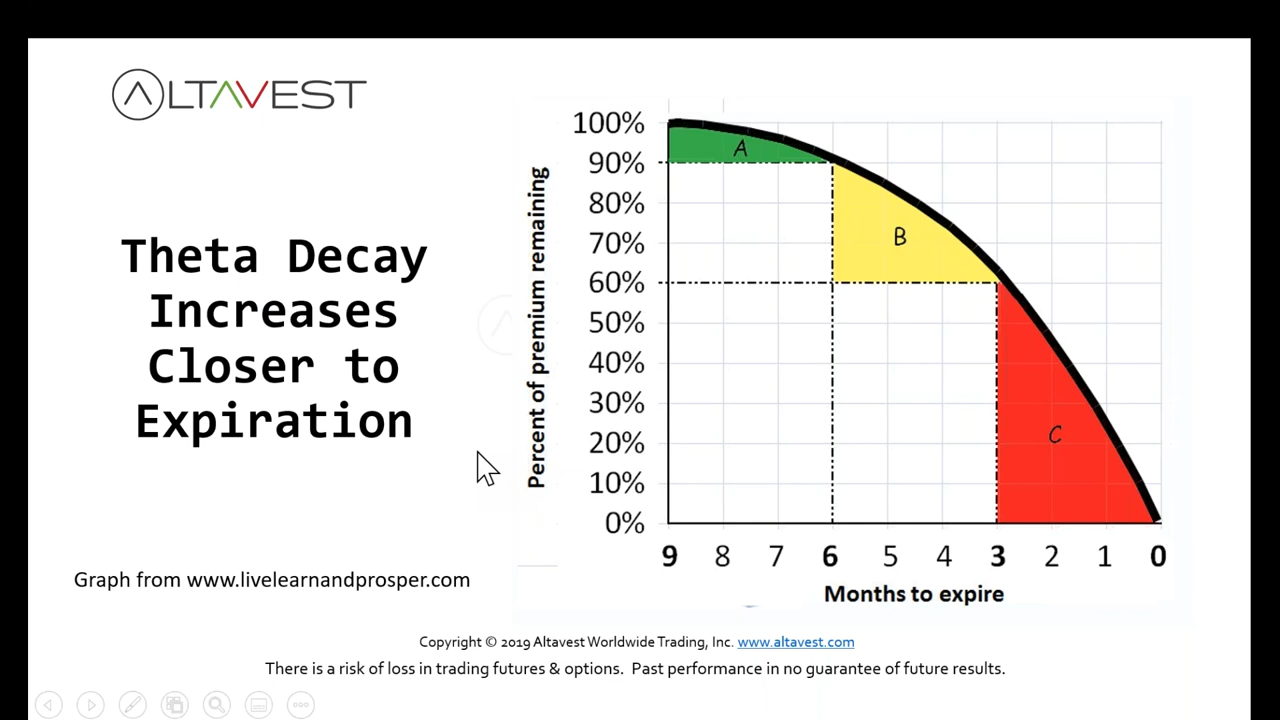 ALTAVEST
Theta Decay
Increases
Closer to
Expiration
Graph from www.livelearnandprosper.com
Percent of premium remaining
100%
90%
80%
70%
60%
50%
40%
30%
20%
10%
0%
A
B
C
9 8 7 6 5 4 3 2 1 0
Months to expire
Copyright © 2019 Altavest Worldwide Trading, Inc. www.altavest.com
There is a risk of loss in trading futures & options. Past performance in no guarantee of future results.